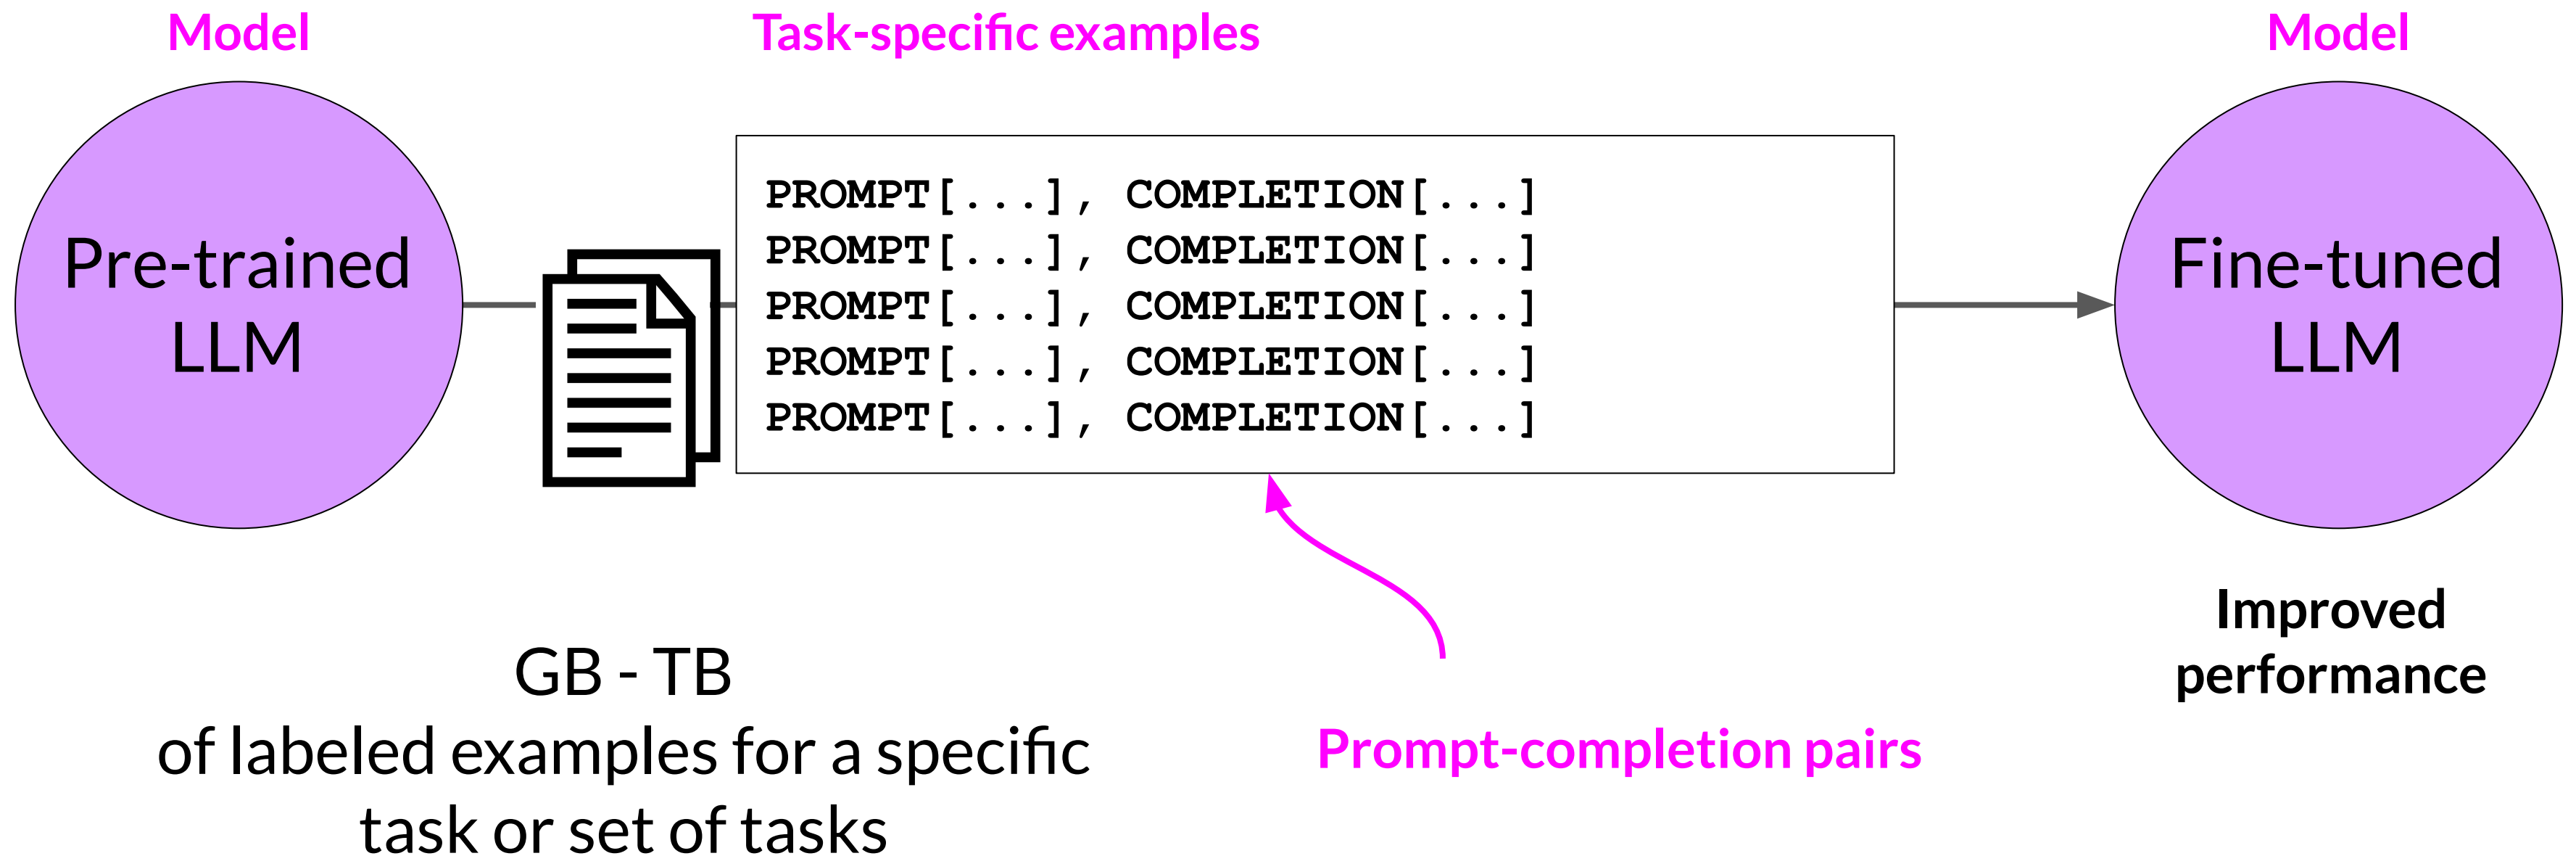 Model
Task-specific examples
Model
Pre-trained
LLM
PROMPT[...], COMPLETION[...]
PROMPT[...], COMPLETION[...]
PROMPT[...], COMPLETION[...]
PROMPT[...], COMPLETION[...]
PROMPT[...], COMPLETION[...]
Fine-tuned
LLM
GB - TB
of labeled examples for a specific
task or set of tasks
Prompt-completion pairs
Improved
performance